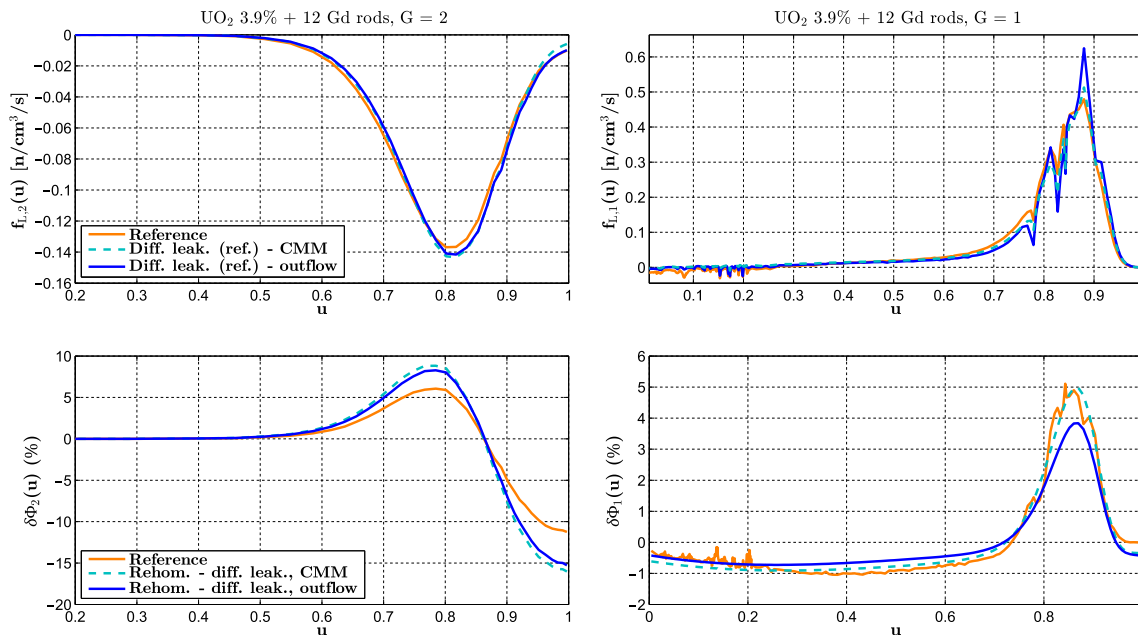 UO₂ 3.9% + 12 Gd rods, G = 2
f_L,2(u) [n/cm³/s]
0
−0.02
−0.04
−0.06
−0.08
−0.1
−0.12
−0.14
−0.16
Reference
Diff. leak. (ref.) - CMM
Diff. leak. (ref.) - outflow
0.2 0.3 0.4 0.5 0.6 0.7 0.8 0.9 1
u
UO₂ 3.9% + 12 Gd rods, G = 1
f_L,1(u) [n/cm³/s]
0.6
0.5
0.4
0.3
0.2
0.1
0
0.1 0.2 0.3 0.4 0.5 0.6 0.7 0.8 0.9
u
δΦ₂(u) (%)
10
5
0
−5
−10
−15
−20
Reference
Rehom. - diff. leak., CMM
Rehom. - diff. leak., outflow
0.2 0.3 0.4 0.5 0.6 0.7 0.8 0.9 1
u
δΦ₁(u) (%)
6
5
4
3
2
1
0
−1
−2
0 0.2 0.4 0.6 0.8
u